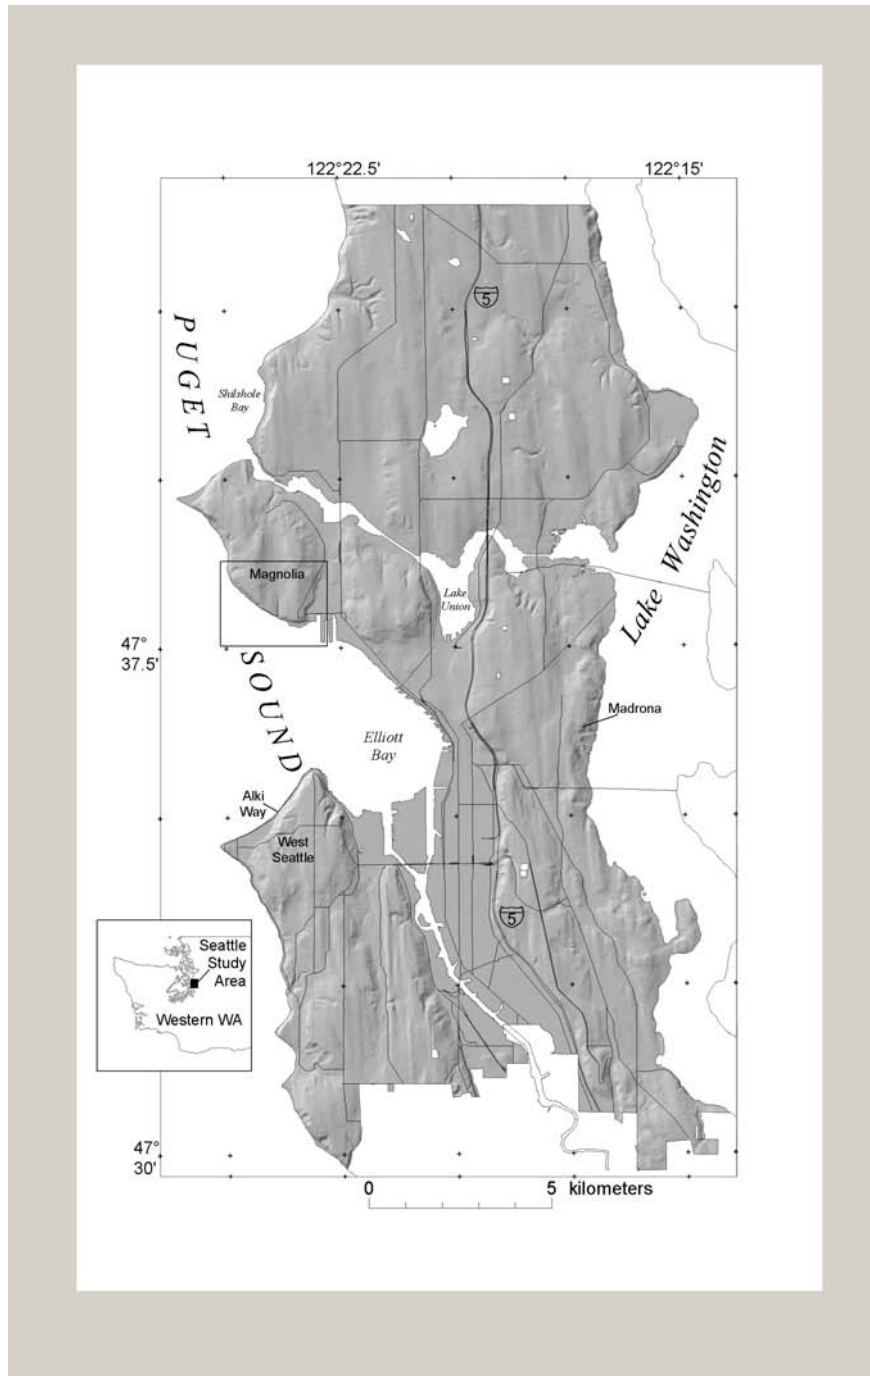 122°22.5'
122°15'
5
PUGET
Shilshole
Bay
Lake Washington
Magnolia
Lake
Union
47°
37.5'
SOUND
Madrona
Elliott
Bay
Alki
Way
West
Seattle
5
Seattle
Study
Area
Western WA
47°
30'
0 5 kilometers